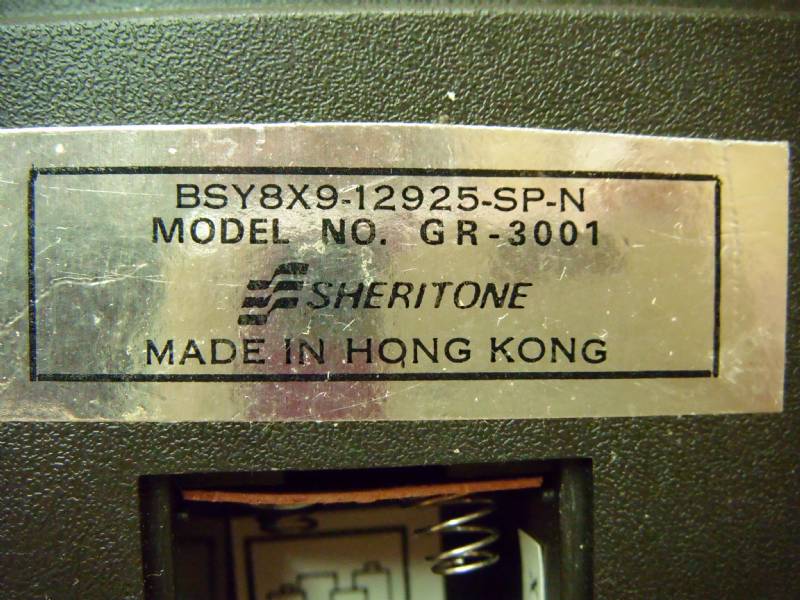 BSY8X9-12925-SP-N
MODEL NO. GR-3001
SHERITONE
MADE IN HONG KONG